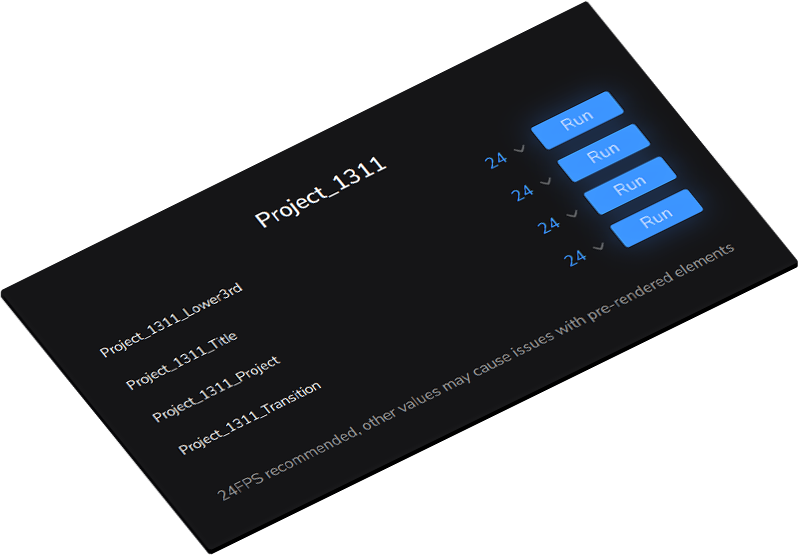 Project_1311
Project_1311_Lower3rd 24 Run
Project_1311_Title 24 Run
Project_1311_Project 24 Run
Project_1311_Transition 24 Run
24FPS recommended, other values may cause issues with pre-rendered elements